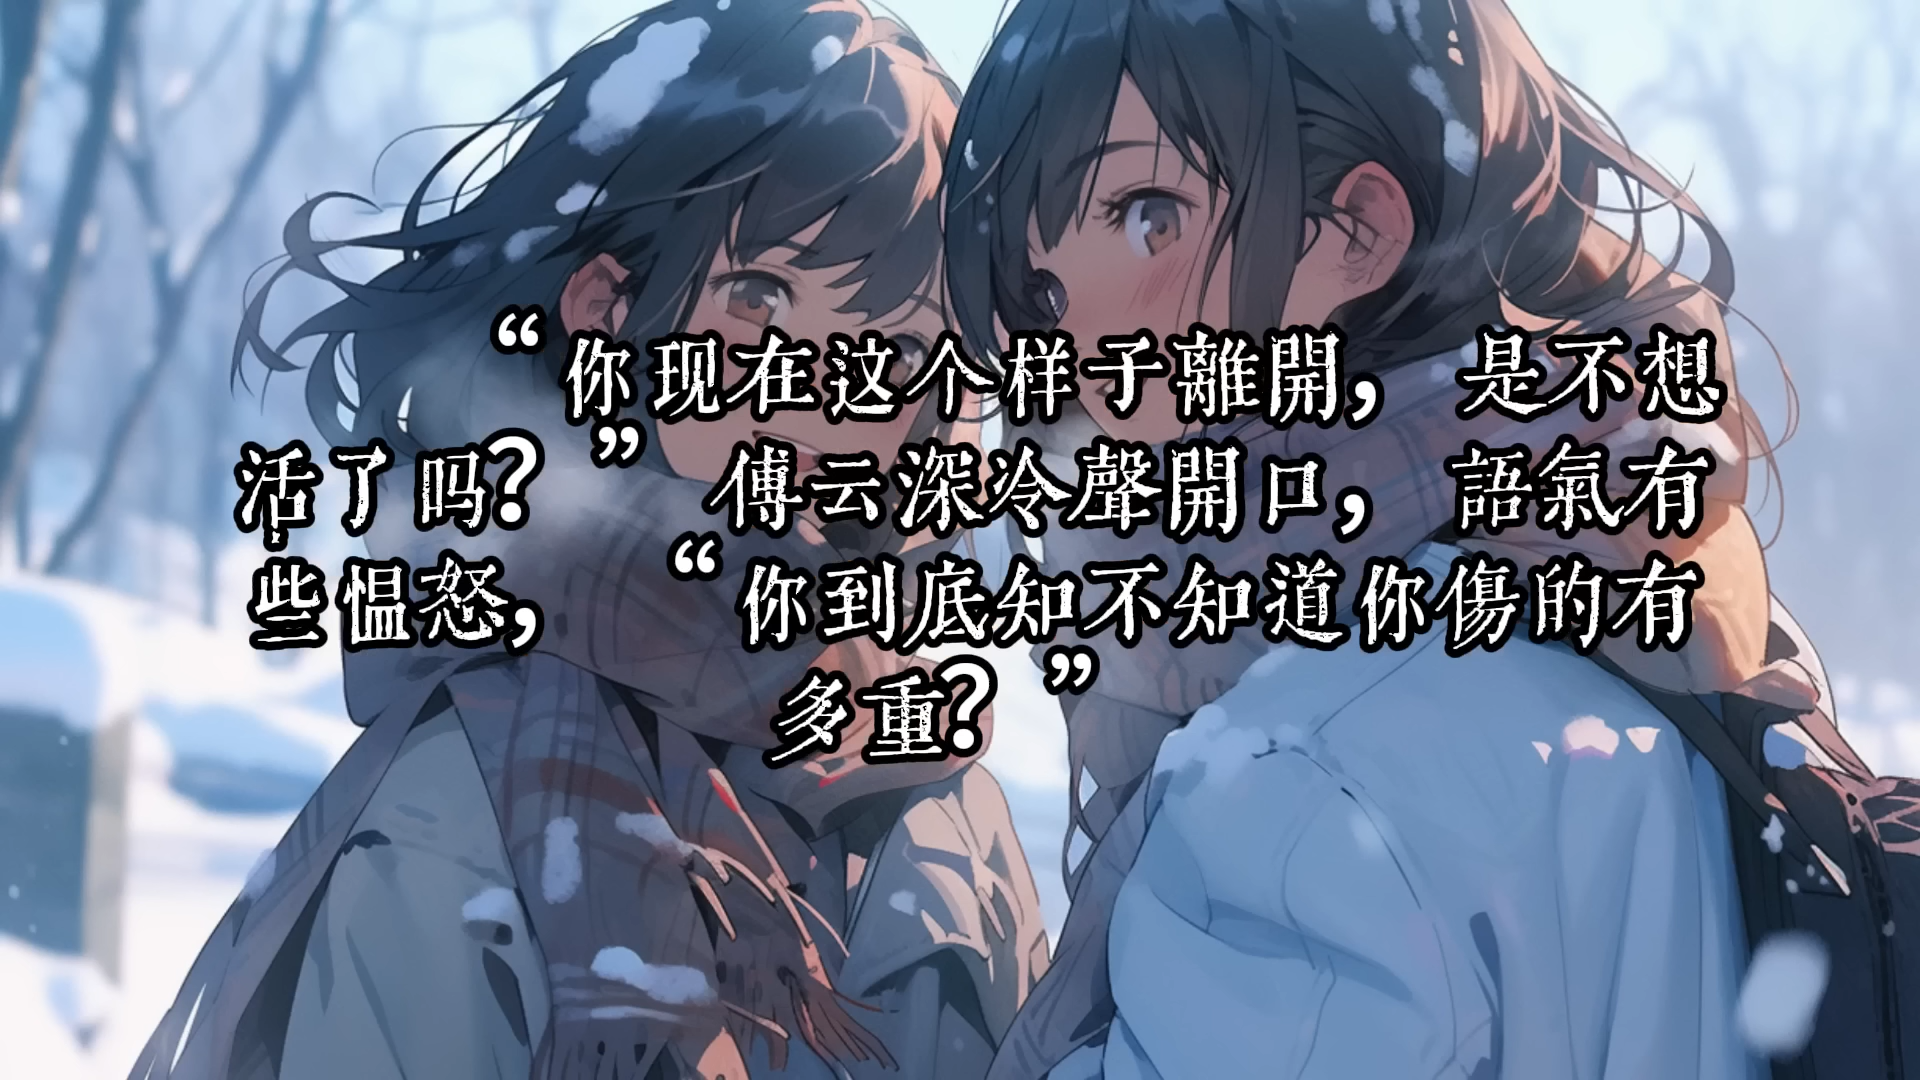 “你现在这个样子離開，是不想
活了吗？”傅云深冷聲開口，語氣有
些愠怒，“你到底知不知道你傷的有
多重？”